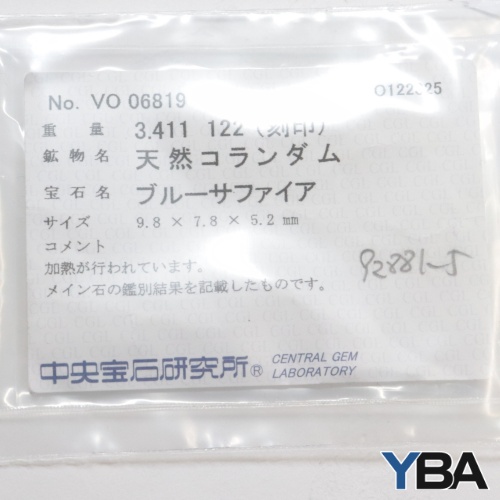 No. VO 06819 O122525
重量 3.411 122 (刻印)
鉱物名 天然コランダム
宝石名 ブルーサファイア
サイズ 9.8 × 7.8 × 5.2 mm
コメント
加熱が行われています。
メイン石の鑑別結果を記載したものです。
92881-5
中央宝石研究所® CENTRAL GEM LABORATORY
YBA